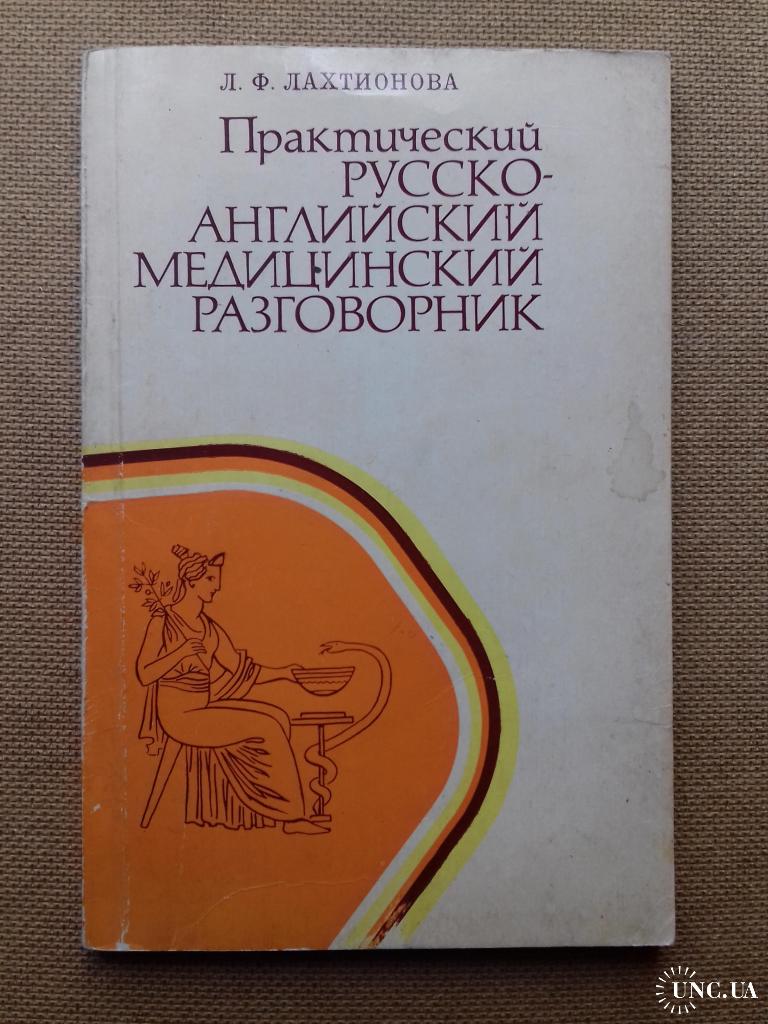 Л. Ф. ЛАХТИОНОВА
Практический
РУССКО-
АНГЛИЙСКИЙ
МЕДИЦИНСКИЙ
РАЗГОВОРНИК
UNC.UA